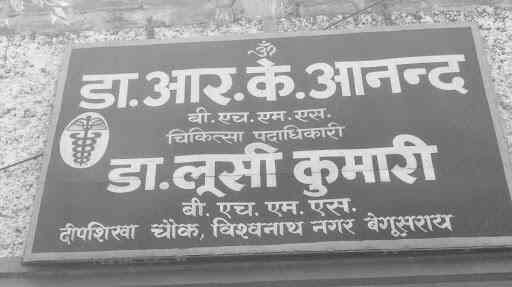 ॐ
डा.आर.के.आनन्द
बी.एच.एम.एस.
चिकित्सा पदाधिकारी
डा.लूसी कुमारी
बी. एच. एम. एस.
दीपशिखा चौक, विश्वनाथ नगर बेगूसराय